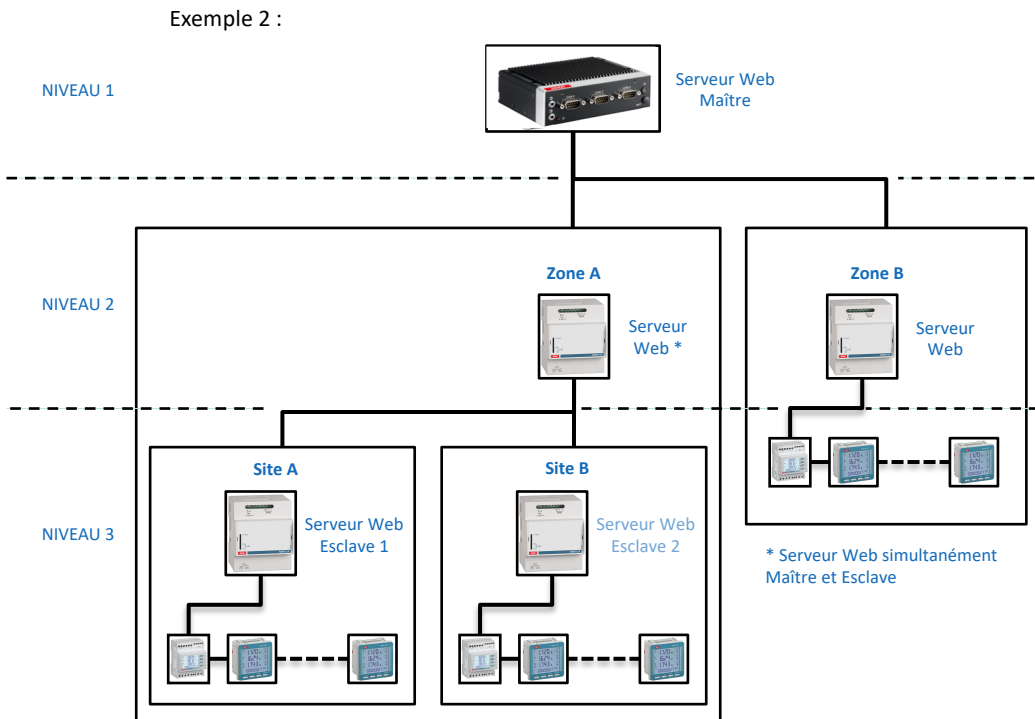 Exemple 2 :
NIVEAU 1
Serveur Web
Maître
Zone A
Zone B
NIVEAU 2
Serveur
Web *
Serveur
Web
Site A
Site B
NIVEAU 3
Serveur Web
Esclave 1
Serveur Web
Esclave 2
* Serveur Web simultanément
Maître et Esclave